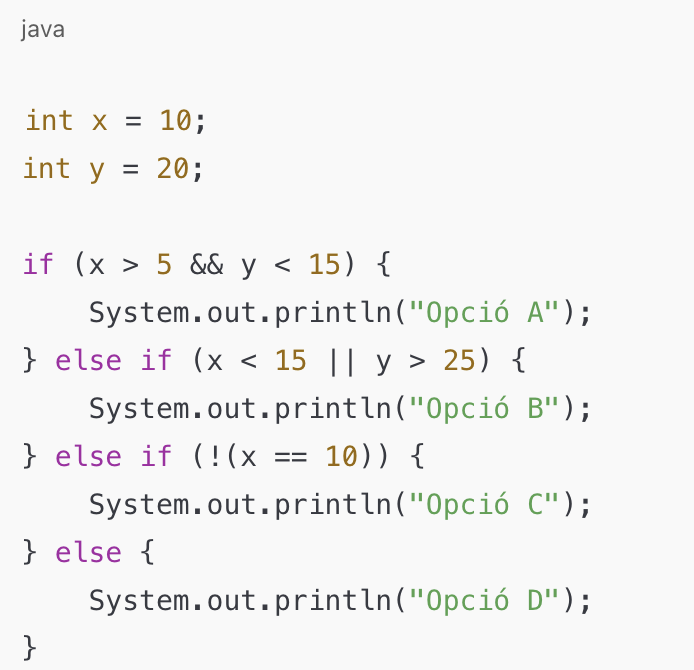 java
int x = 10;
int y = 20;
if (x > 5 && y < 15) {
    System.out.println("Opció A");
} else if (x < 15 || y > 25) {
    System.out.println("Opció B");
} else if (!(x == 10)) {
    System.out.println("Opció C");
} else {
    System.out.println("Opció D");
}